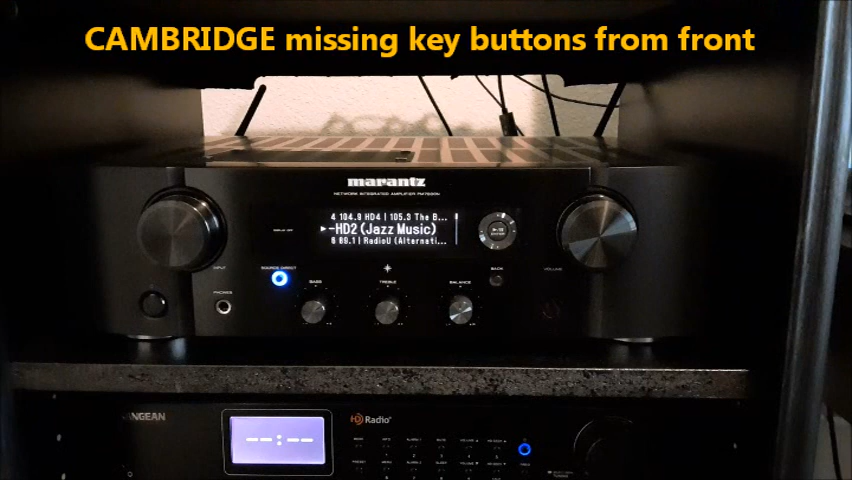 CAMBRIDGE missing key buttons from front
marantz
NETWORK INTEGRATED AMPLIFIER PM7000N
4 104.9 HD4 | 105.3 The B...
DISPLAY OFF
►-HD2 (Jazz Music)
6 89.1 | RadioU (Alternati...
INPUT
SOURCE DIRECT
BACK
VOLUME
BASS
TREBLE
BALANCE
PHONES
ANGEAN
HD Radio
--:--